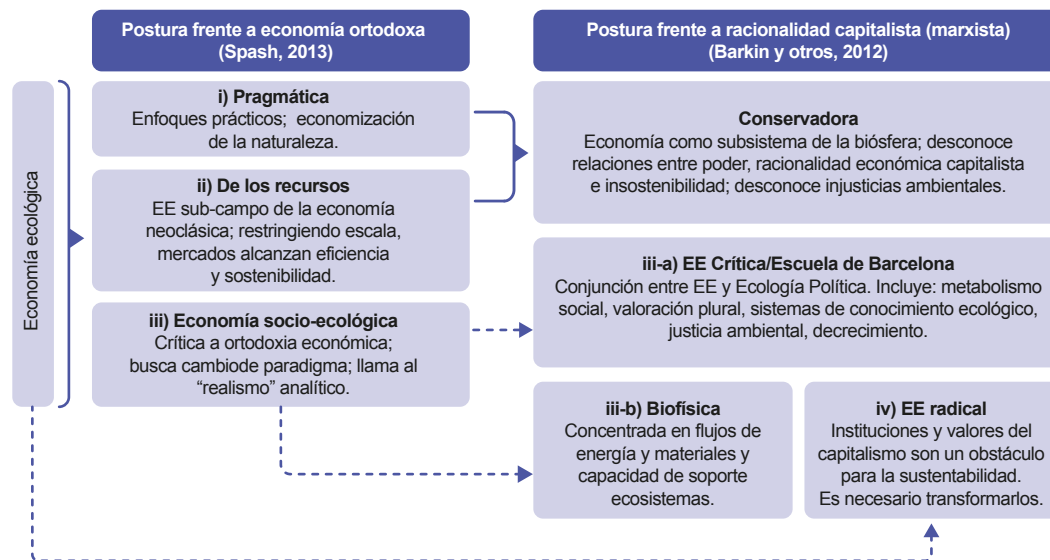 Postura frente a economía ortodoxa
(Spash, 2013)
Postura frente a racionalidad capitalista (marxista)
(Barkin y otros, 2012)
Economía ecológica
i) Pragmática
Enfoques prácticos; economización
de la naturaleza.
ii) De los recursos
EE sub-campo de la economía
neoclásica; restringiendo escala,
mercados alcanzan eficiencia
y sostenibilidad.
iii) Economía socio-ecológica
Crítica a ortodoxia económica;
busca cambiode paradigma; llama al
“realismo” analítico.
Conservadora
Economía como subsistema de la biósfera; desconoce
relaciones entre poder, racionalidad económica capitalista
e insostenibilidad; desconoce injusticias ambientales.
iii-a) EE Crítica/Escuela de Barcelona
Conjunción entre EE y Ecología Política. Incluye: metabolismo
social, valoración plural, sistemas de conocimiento ecológico,
justicia ambiental, decrecimiento.
iii-b) Biofísica
Concentrada en flujos de
energía y materiales y
capacidad de soporte
ecosistemas.
iv) EE radical
Instituciones y valores del
capitalismo son un obstáculo
para la sustentabilidad.
Es necesario transformarlos.